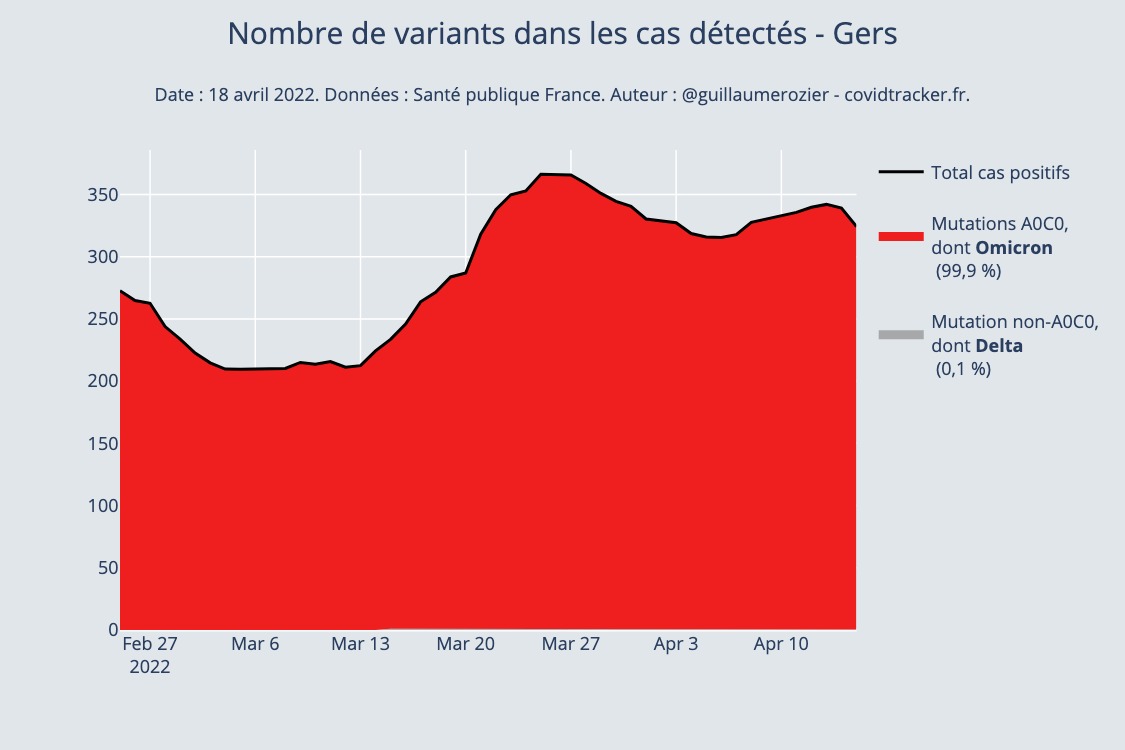 Nombre de variants dans les cas détectés - Gers
Date : 18 avril 2022. Données : Santé publique France. Auteur : @guillaumerozier - covidtracker.fr.
350
300
250
200
150
100
50
0
Feb 27
2022
Mar 6
Mar 13
Mar 20
Mar 27
Apr 3
Apr 10
Total cas positifs
Mutations A0C0,
dont Omicron
(99,9 %)
Mutation non-A0C0,
dont Delta
(0,1 %)